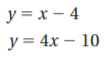 y = x − 4
y = 4x − 10